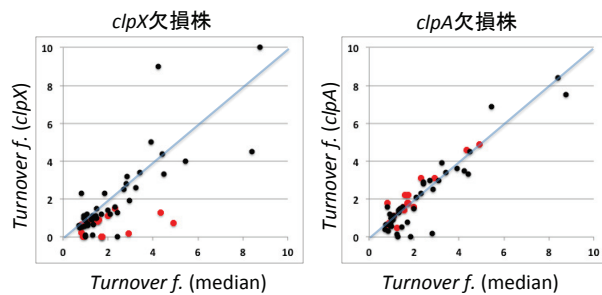 clpX欠損株
clpA欠損株
10
8
6
4
2
0
Turnover f. (clpX)
0 2 4 6 8 10
Turnover f. (median)
10
8
6
4
2
0
Turnover f. (clpA)
0 2 4 6 8 10
Turnover f. (median)